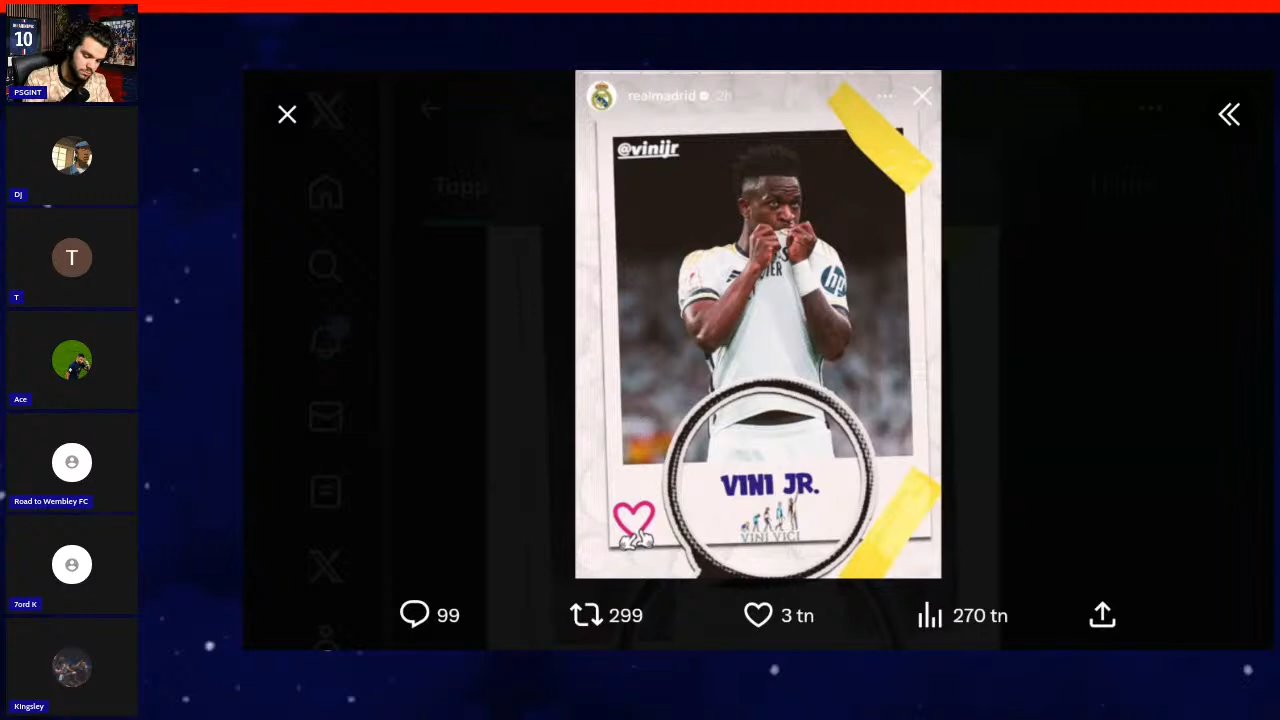 10
PSGINT
Dj
T
T
Ace
Road to Wembley FC
7ord K
Kingsley
realmadrid 2h
@vinijr
hp
VINI JR.
VINI VICI
99
299
3 tn
270 tn